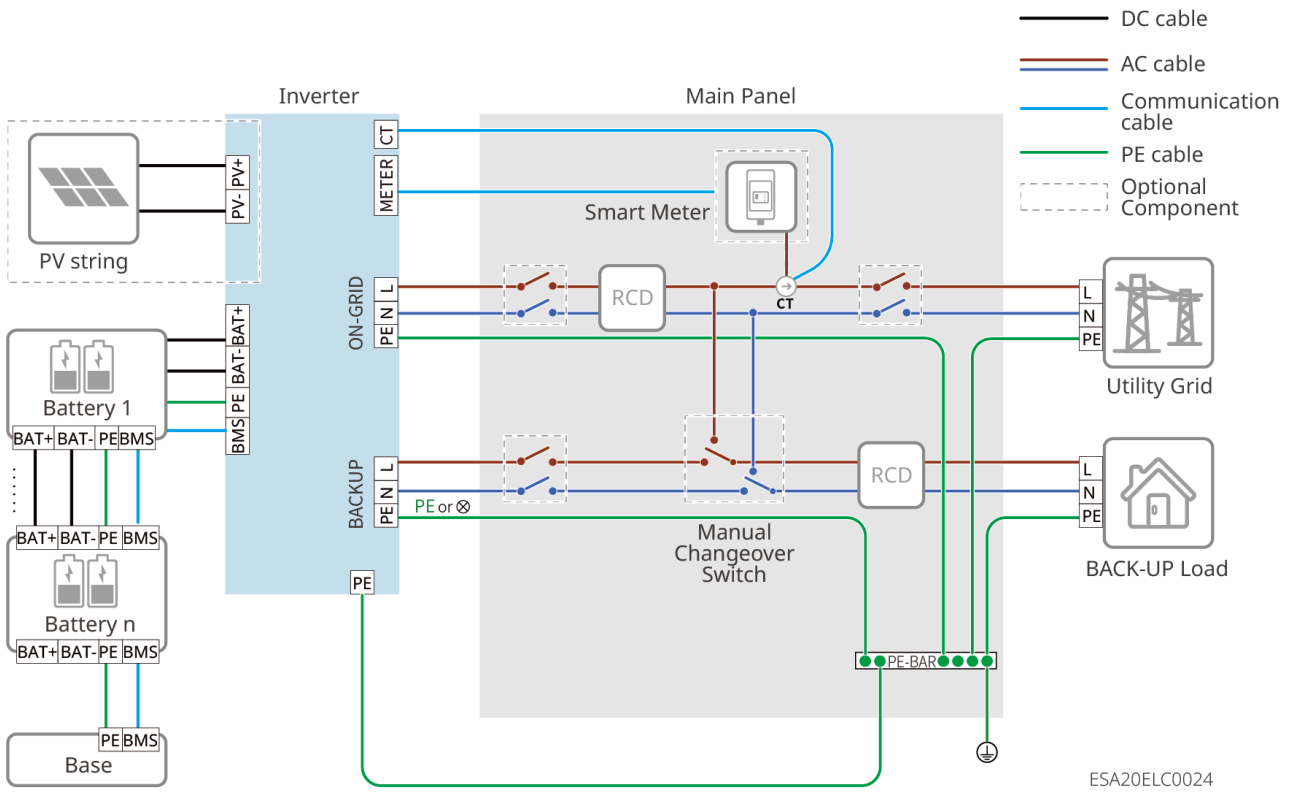 DC cable
AC cable
Communication
cable
PE cable
Optional
Component
Inverter
Main Panel
PV string
PV+
PV-
CT
METER
Smart Meter
CT
ON-GRID
L
N
PE
RCD
L
N
PE
Utility Grid
BAT+
BAT-
PE
BMS
Battery 1
BAT+ BAT- PE BMS
BAT+ BAT- PE BMS
Battery n
BAT+ BAT- PE BMS
PE BMS
Base
BACKUP
L
N
PE
PE or ⊗
Manual
Changeover
Switch
RCD
L
N
PE
BACK-UP Load
PE
PE-BAR
ESA20ELC0024